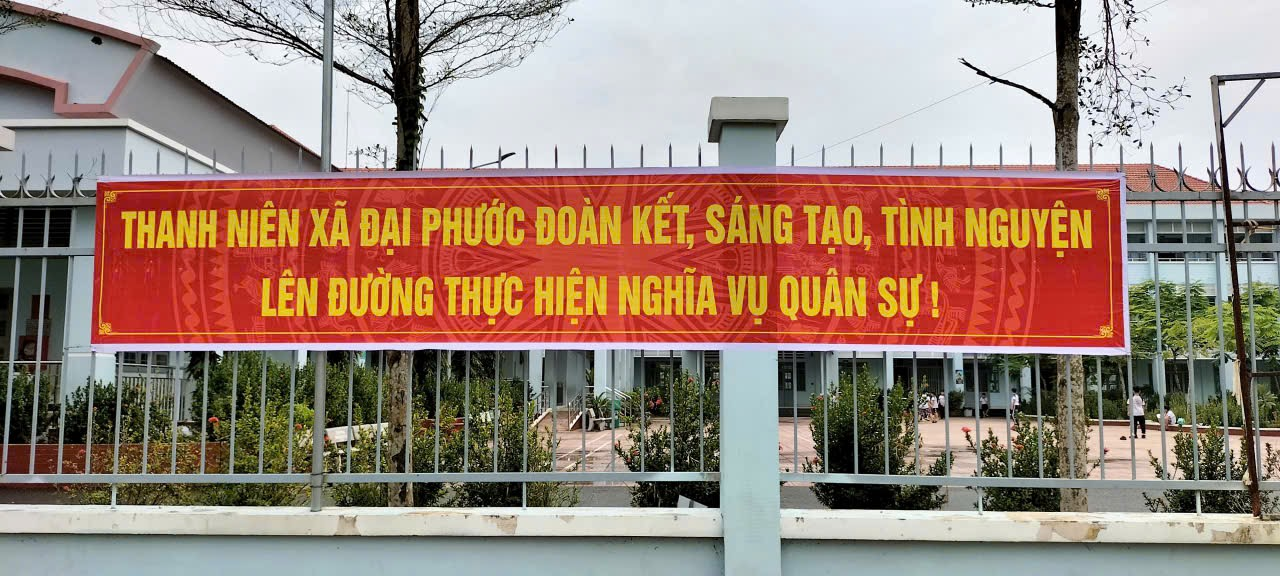 THANH NIÊN XÃ ĐẠI PHƯỚC ĐOÀN KẾT, SÁNG TẠO, TÌNH NGUYỆN
LÊN ĐƯỜNG THỰC HIỆN NGHĨA VỤ QUÂN SỰ !